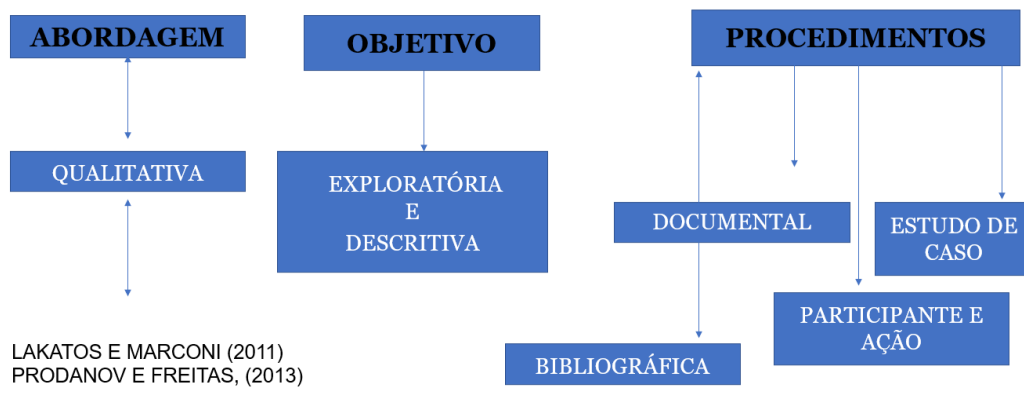 ABORDAGEM
OBJETIVO
PROCEDIMENTOS
QUALITATIVA
EXPLORATÓRIA
E
DESCRITIVA
DOCUMENTAL
ESTUDO DE
CASO
PARTICIPANTE E
AÇÃO
BIBLIOGRÁFICA
LAKATOS E MARCONI (2011)
PRODANOV E FREITAS, (2013)